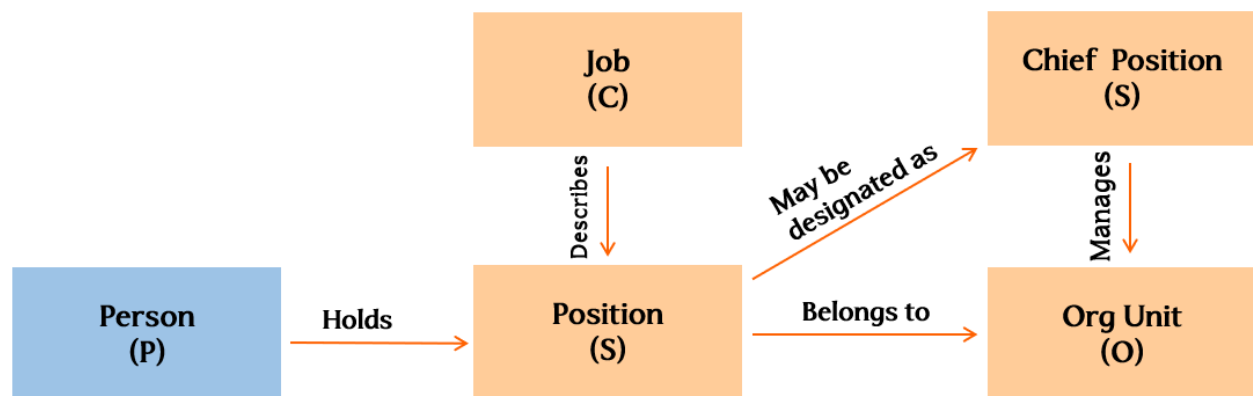 Job
(C)
Chief Position
(S)
Describes
May be
designated as
Manages
Person
(P)
Holds
Position
(S)
Belongs to
Org Unit
(O)